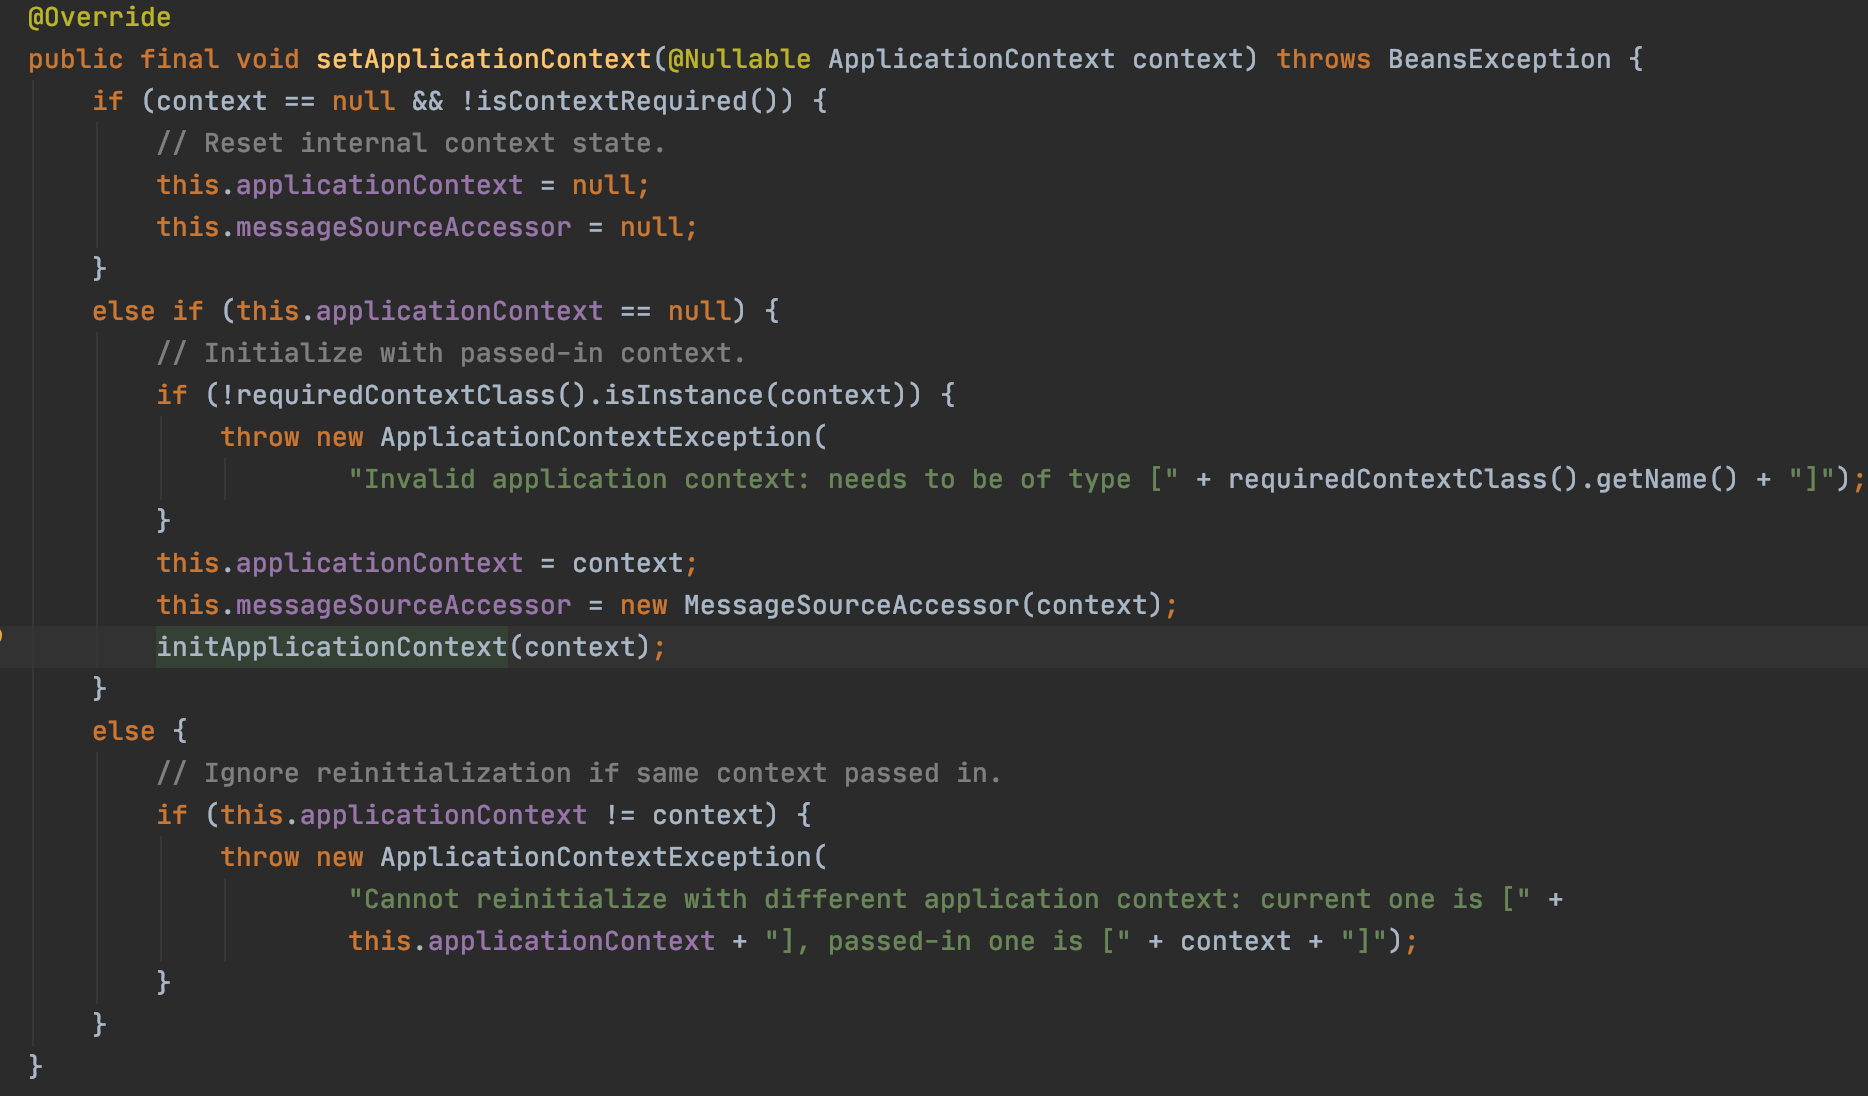 @Override
public final void setApplicationContext(@Nullable ApplicationContext context) throws BeansException {
if (context == null && !isContextRequired()) {
// Reset internal context state.
this.applicationContext = null;
this.messageSourceAccessor = null;
}
else if (this.applicationContext == null) {
// Initialize with passed-in context.
if (!requiredContextClass().isInstance(context)) {
throw new ApplicationContextException(
"Invalid application context: needs to be of type [" + requiredContextClass().getName() + "]");
}
this.applicationContext = context;
this.messageSourceAccessor = new MessageSourceAccessor(context);
initApplicationContext(context);
}
else {
// Ignore reinitialization if same context passed in.
if (this.applicationContext != context) {
throw new ApplicationContextException(
"Cannot reinitialize with different application context: current one is [" +
this.applicationContext + "], passed-in one is [" + context + "]");
}
}
}